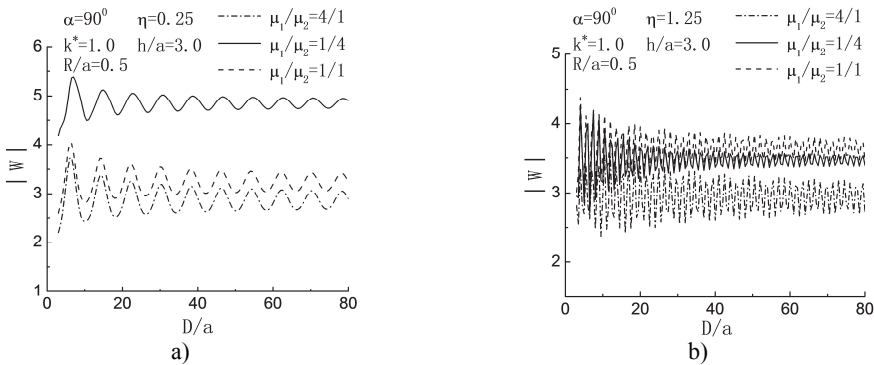 α=90⁰ η=0.25
k*=1.0 h/a=3.0
R/a=0.5
μ₁/μ₂=4/1
μ₁/μ₂=1/4
μ₁/μ₂=1/1
6
5
4
3
2
1
|W|
0 20 40 60 80
D/a
a)
α=90⁰ η=1.25
k*=1.0 h/a=3.0
R/a=0.5
μ₁/μ₂=4/1
μ₁/μ₂=1/4
μ₁/μ₂=1/1
5
4
3
2
|W|
0 20 40 60 80
D/a
b)